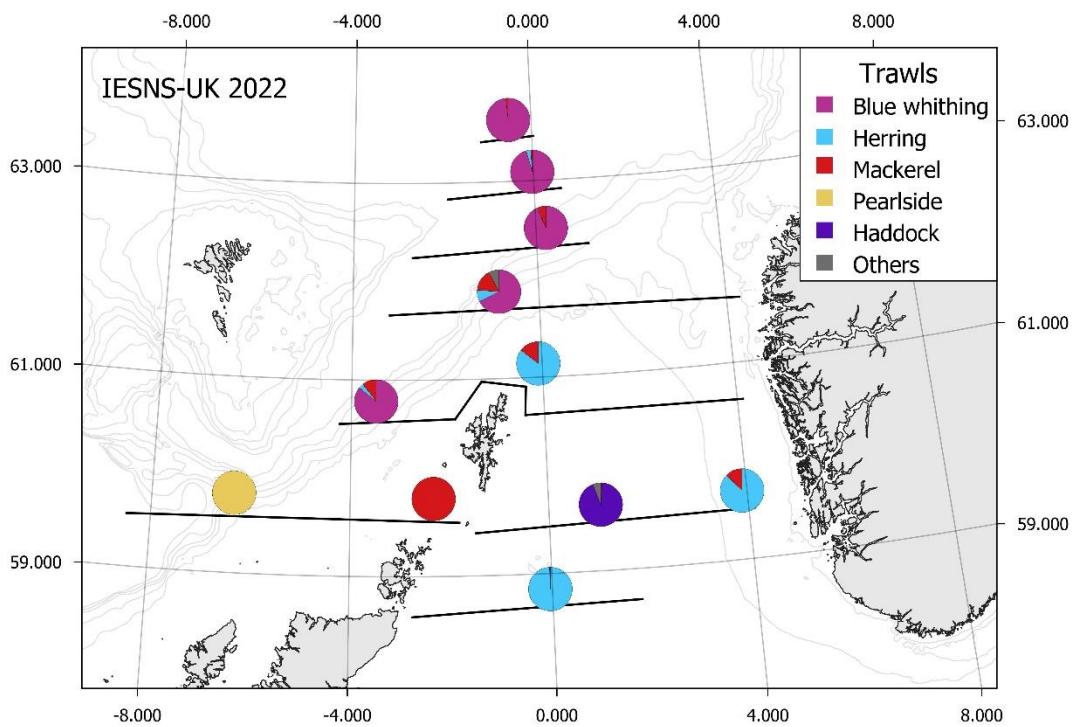 -8.000 -4.000 0.000 4.000 8.000
IESNS-UK 2022
Trawls
Blue whithing
Herring
Mackerel
Pearlside
Haddock
Others
63.000 63.000
61.000 61.000
59.000 59.000
-8.000 -4.000 0.000 4.000 8.000